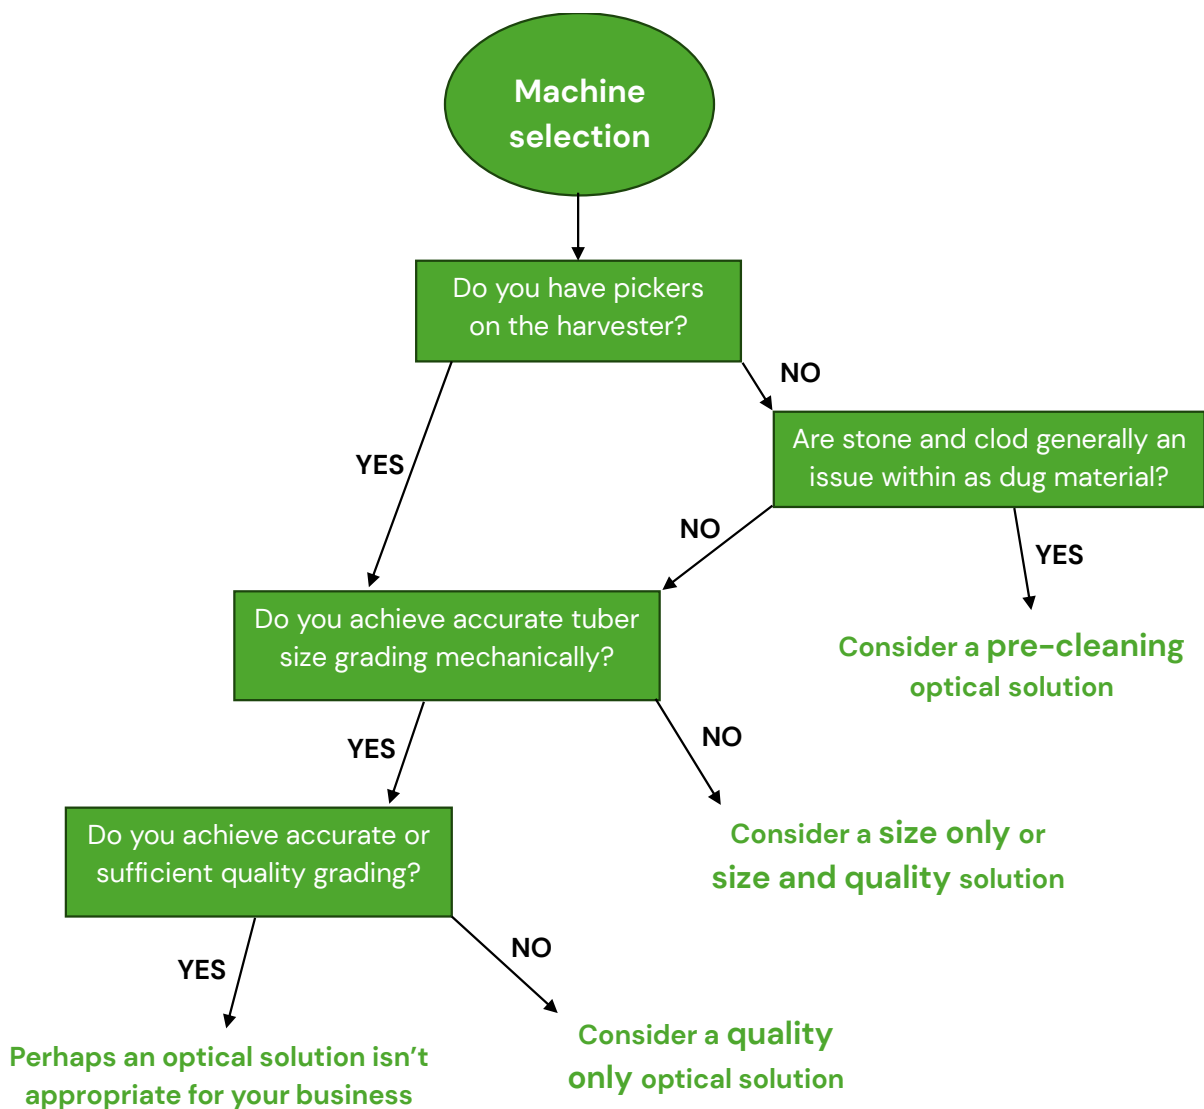 Machine
selection
Do you have pickers
on the harvester?
NO
Are stone and clod generally an
issue within as dug material?
YES
NO
YES
Do you achieve accurate tuber
size grading mechanically?
Consider a pre-cleaning
optical solution
YES
NO
Do you achieve accurate or
sufficient quality grading?
Consider a size only or
size and quality solution
YES
NO
Perhaps an optical solution isn’t
appropriate for your business
Consider a quality
only optical solution